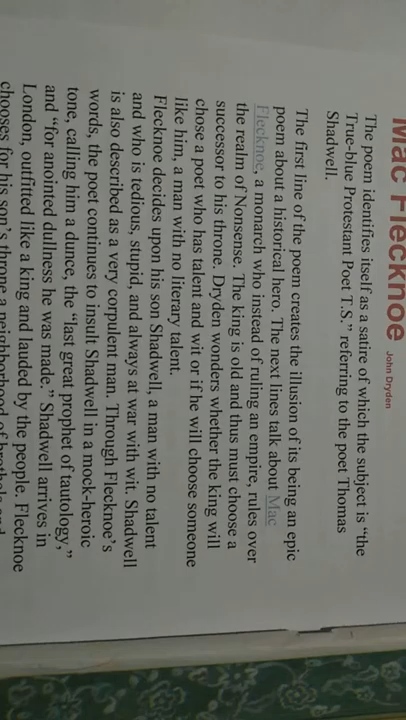 Mac Flecknoe
John Dryden
The poem identifies itself as a satire of which the subject is “the
True-blue Protestant Poet T.S.” referring to the poet Thomas
Shadwell.
The first line of the poem creates the illusion of its being an epic
poem about a historical hero. The next lines talk about Mac
Flecknoe, a monarch who instead of ruling an empire, rules over
the realm of Nonsense. The king is old and thus must choose a
successor to his throne. Dryden wonders whether the king will
chose a poet who has talent and wit or if he will choose someone
like him, a man with no literary talent.
Flecknoe decides upon his son Shadwell, a man with no talent
and who is tedious, stupid, and always at war with wit. Shadwell
is also described as a very corpulent man. Through Flecknoe’s
words, the poet continues to insult Shadwell in a mock-heroic
tone, calling him a dunce, the “last great prophet of tautology,”
and “for anointed dullness he was made.” Shadwell arrives in
London, outfitted like a king and lauded by the people. Flecknoe
chooses for his son’s throne a neighborhood of brothels and